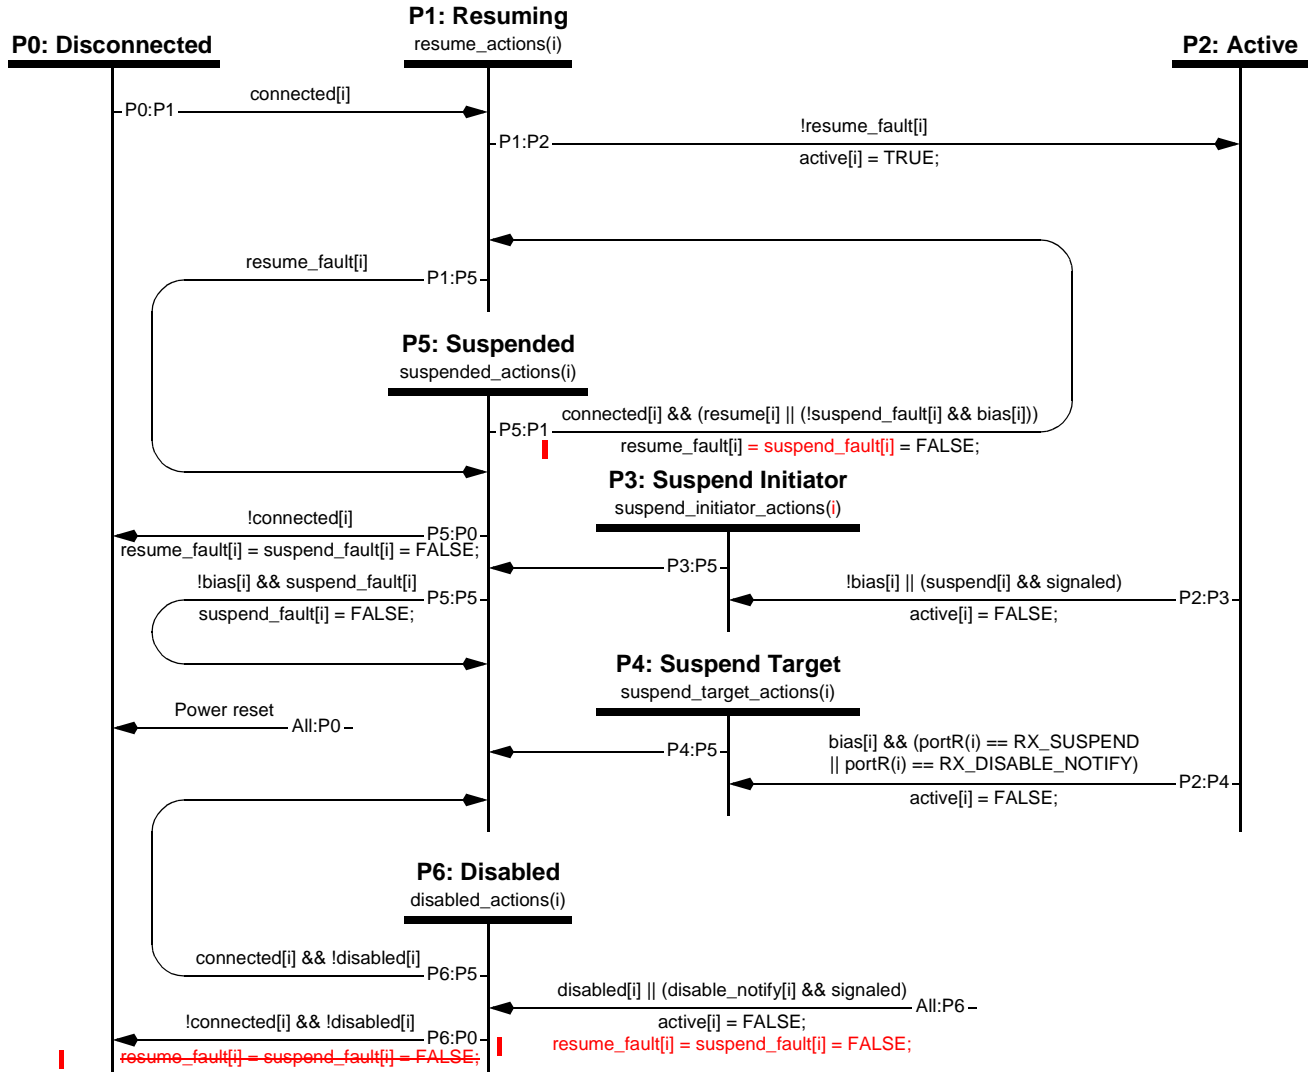 P1: Resuming
resume_actions(i)
P0: Disconnected
P2: Active
connected[i]
P0:P1
!resume_fault[i]
P1:P2
active[i] = TRUE;
resume_fault[i]
P1:P5
P5: Suspended
suspended_actions(i)
connected[i] && (resume[i] || (!suspend_fault[i] && bias[i]))
P5:P1
resume_fault[i] = suspend_fault[i] = FALSE;
P3: Suspend Initiator
suspend_initiator_actions(i)
!connected[i]
P5:P0
resume_fault[i] = suspend_fault[i] = FALSE;
P3:P5
!bias[i] && suspend_fault[i]
P5:P5
suspend_fault[i] = FALSE;
!bias[i] || (suspend[i] && signaled)
P2:P3
active[i] = FALSE;
P4: Suspend Target
suspend_target_actions(i)
Power reset
All:P0
P4:P5
bias[i] && (portR(i) == RX_SUSPEND
|| portR(i) == RX_DISABLE_NOTIFY)
P2:P4
active[i] = FALSE;
P6: Disabled
disabled_actions(i)
connected[i] && !disabled[i]
P6:P5
disabled[i] || (disable_notify[i] && signaled)
All:P6
active[i] = FALSE;
resume_fault[i] = suspend_fault[i] = FALSE;
!connected[i] && !disabled[i]
P6:P0
resume_fault[i] = suspend_fault[i] = FALSE;